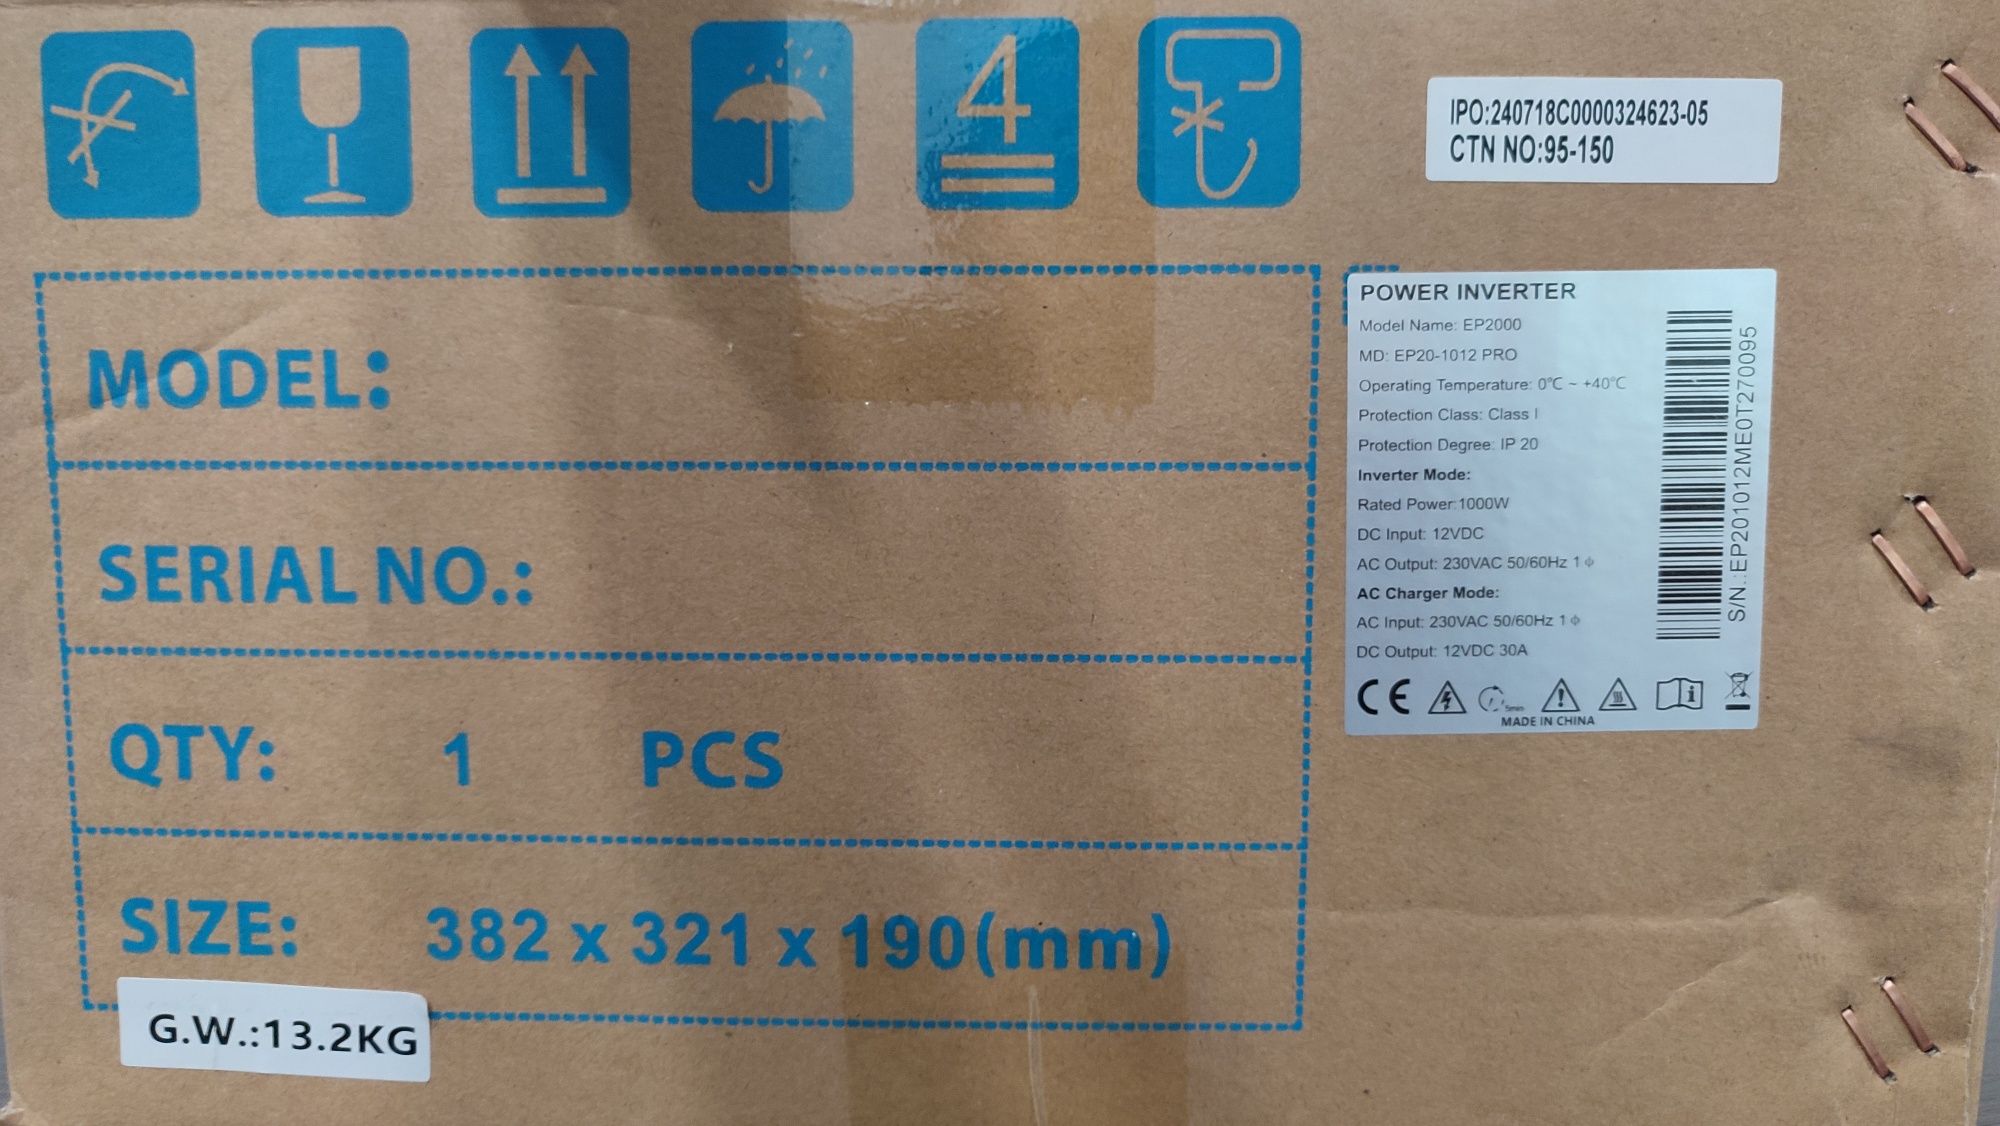 4
IPO:240718C0000324623-05
CTN NO:95-150
MODEL:
SERIAL NO.:
QTY: 1 PCS
SIZE: 382 x 321 x 190(mm)
G.W.:13.2KG
POWER INVERTER
Model Name: EP2000
MD: EP20-1012 PRO
Operating Temperature: 0℃ ~ +40℃
Protection Class: Class I
Protection Degree: IP 20
Inverter Mode:
Rated Power:1000W
DC Input: 12VDC
AC Output: 230VAC 50/60Hz 1 ф
AC Charger Mode:
AC Input: 230VAC 50/60Hz 1 ф
DC Output: 12VDC 30A
S/N.:EP201012ME0T270095
CE
5min
MADE IN CHINA